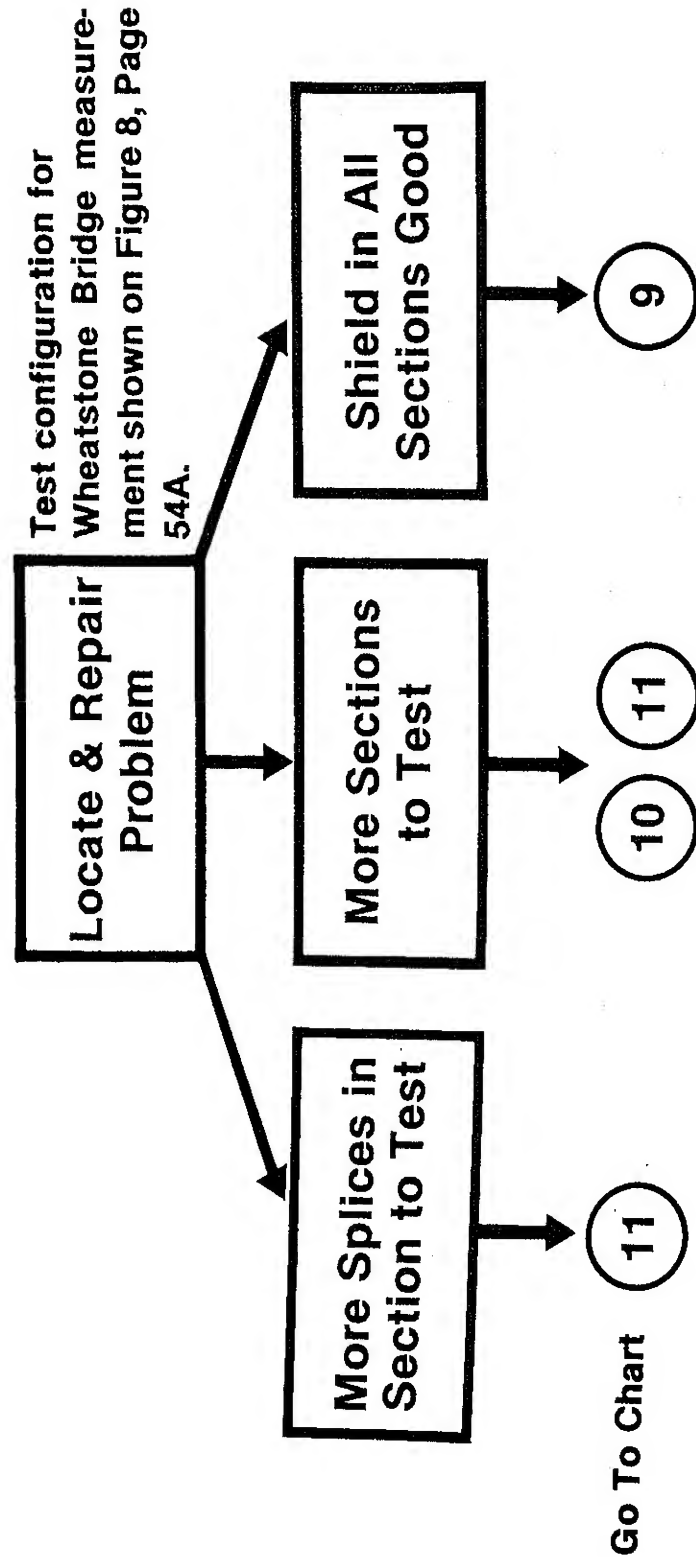 Locate & Repair
Problem
Test configuration for
Wheatstone Bridge measure-
ment shown on Figure 8, Page
54A.
More Splices in
Section to Test
More Sections
to Test
Shield in All
Sections Good
Go To Chart
11
10
11
9